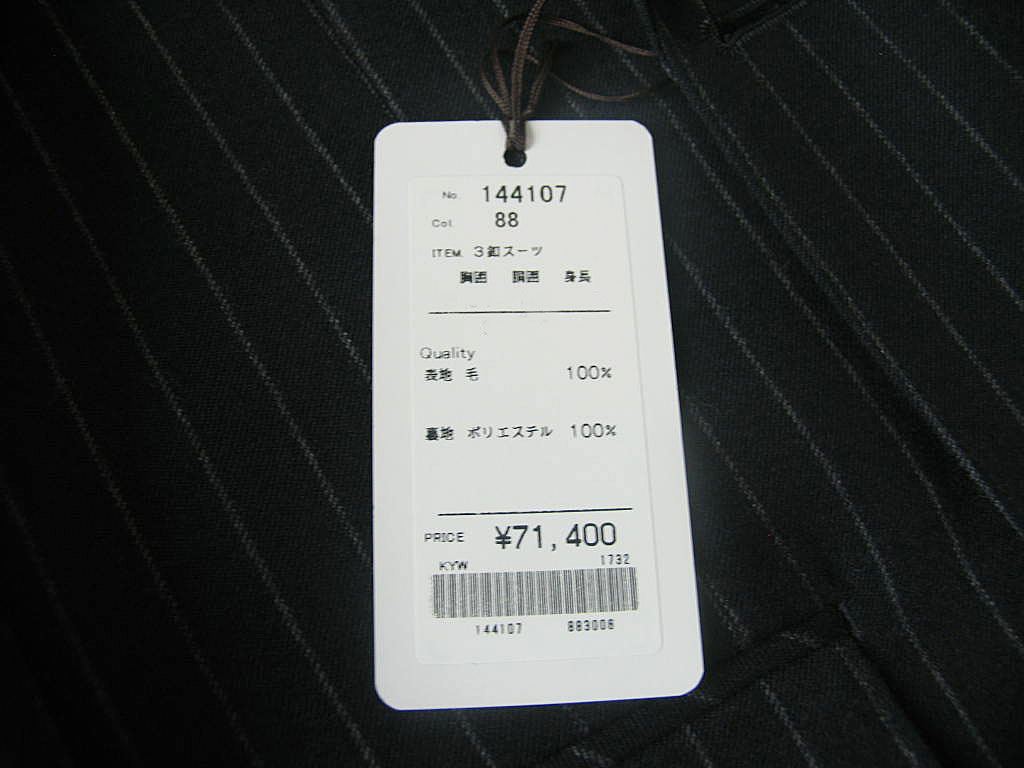 No. 144107
Col. 88
ITEM. 3釦スーツ
胸囲 胴囲 身長
Quality
表地 毛 100%
裏地 ポリエステル 100%
PRICE ¥71,400
KYW 1732
144107 883006